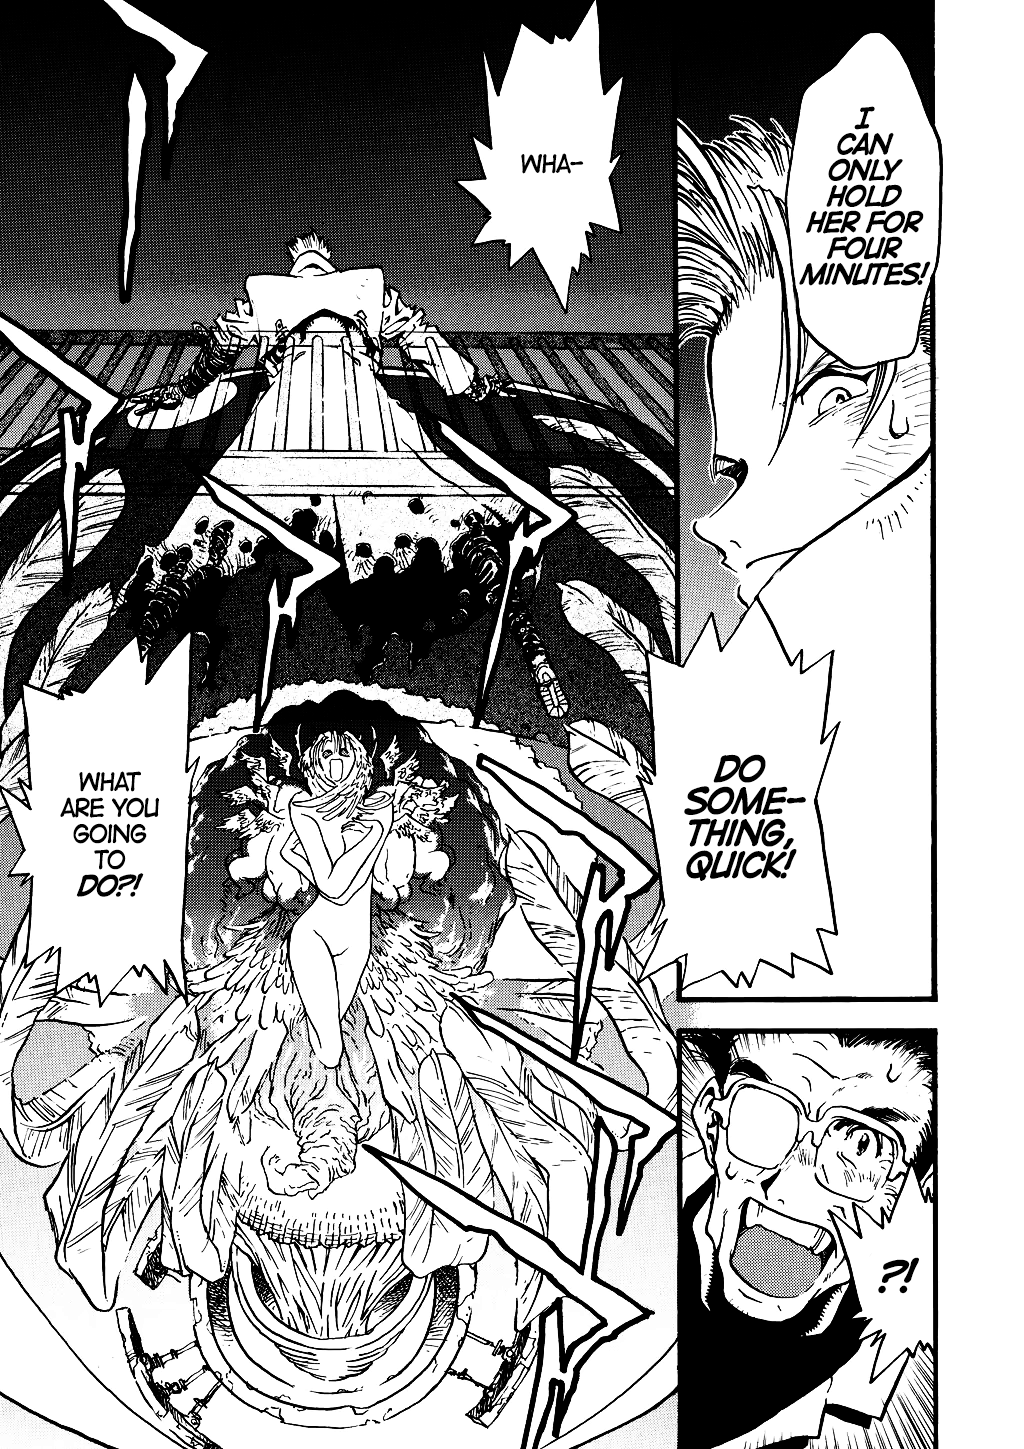 I
CAN
ONLY
HOLD
HER FOR
FOUR
MINUTES!
DO
SOME-
THING,
QUICK!
?!
WHA-
WHAT
ARE YOU
GOING
TO
DO?!